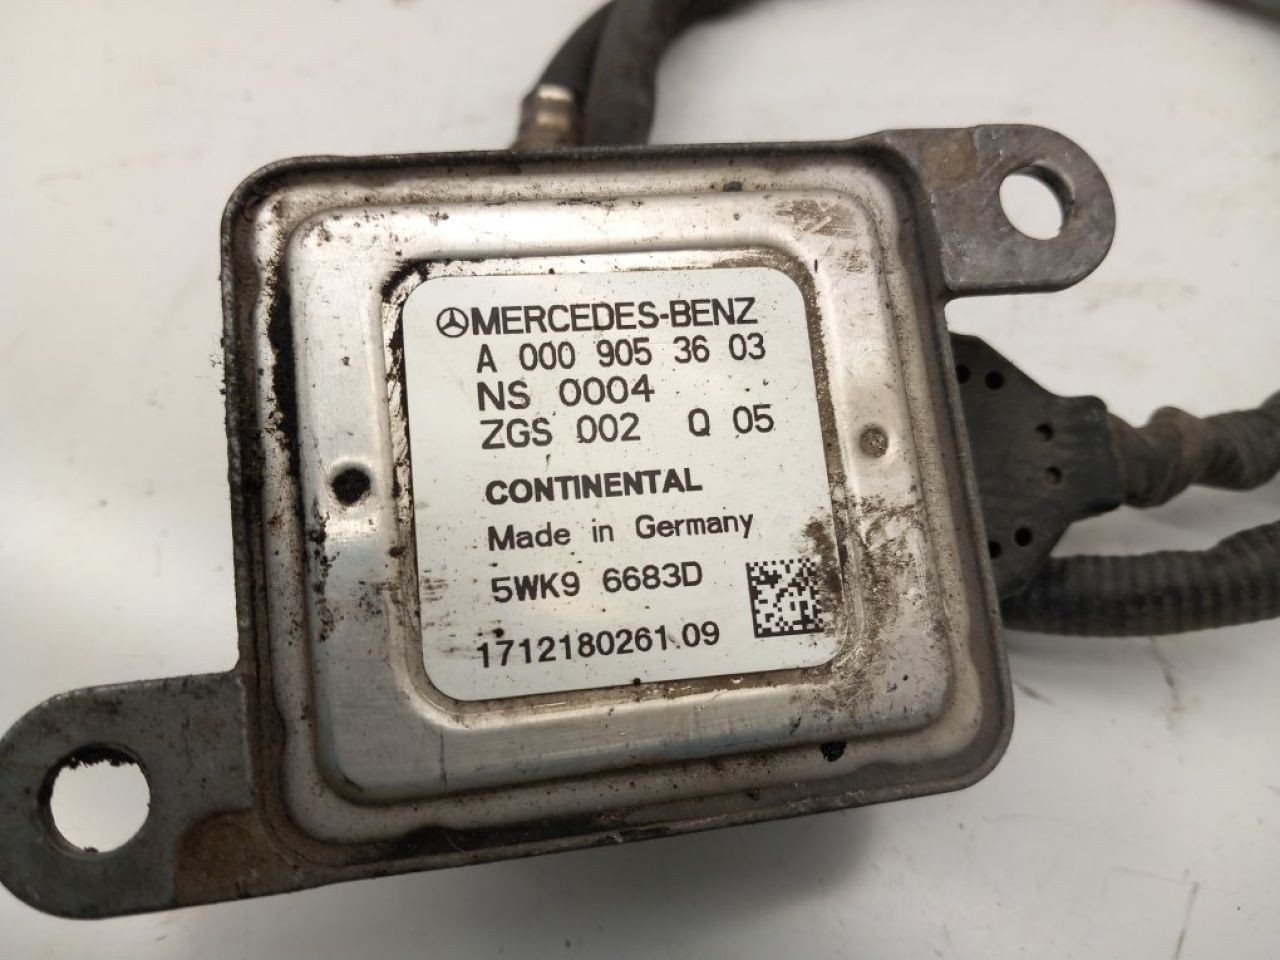 MERCEDES-BENZ
A 000 905 36 03
NS 0004
ZGS 002 Q 05
CONTINENTAL
Made in Germany
5WK9 6683D
1712180261.09